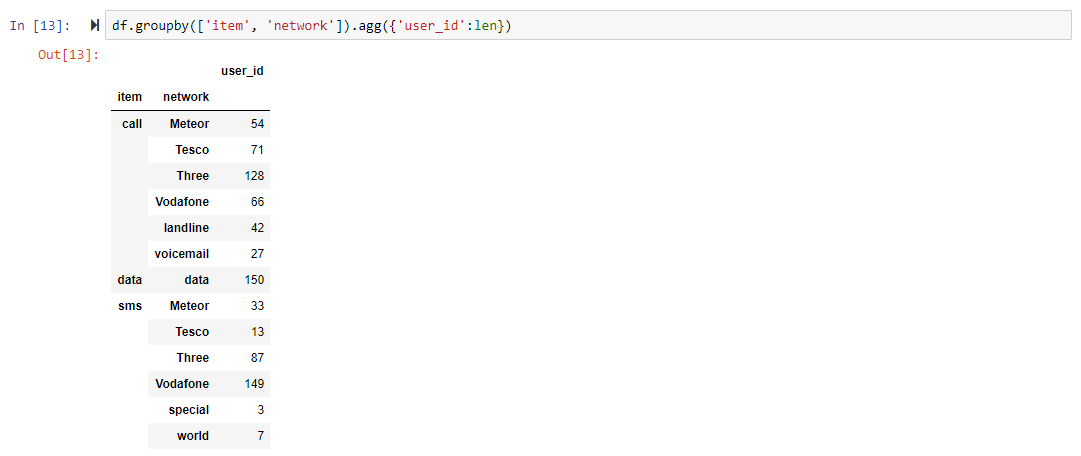 In [13]: df.groupby(['item', 'network']).agg({'user_id':len})
Out[13]:
user_id
item network
call Meteor 54
Tesco 71
Three 128
Vodafone 66
landline 42
voicemail 27
data data 150
sms Meteor 33
Tesco 13
Three 87
Vodafone 149
special 3
world 7